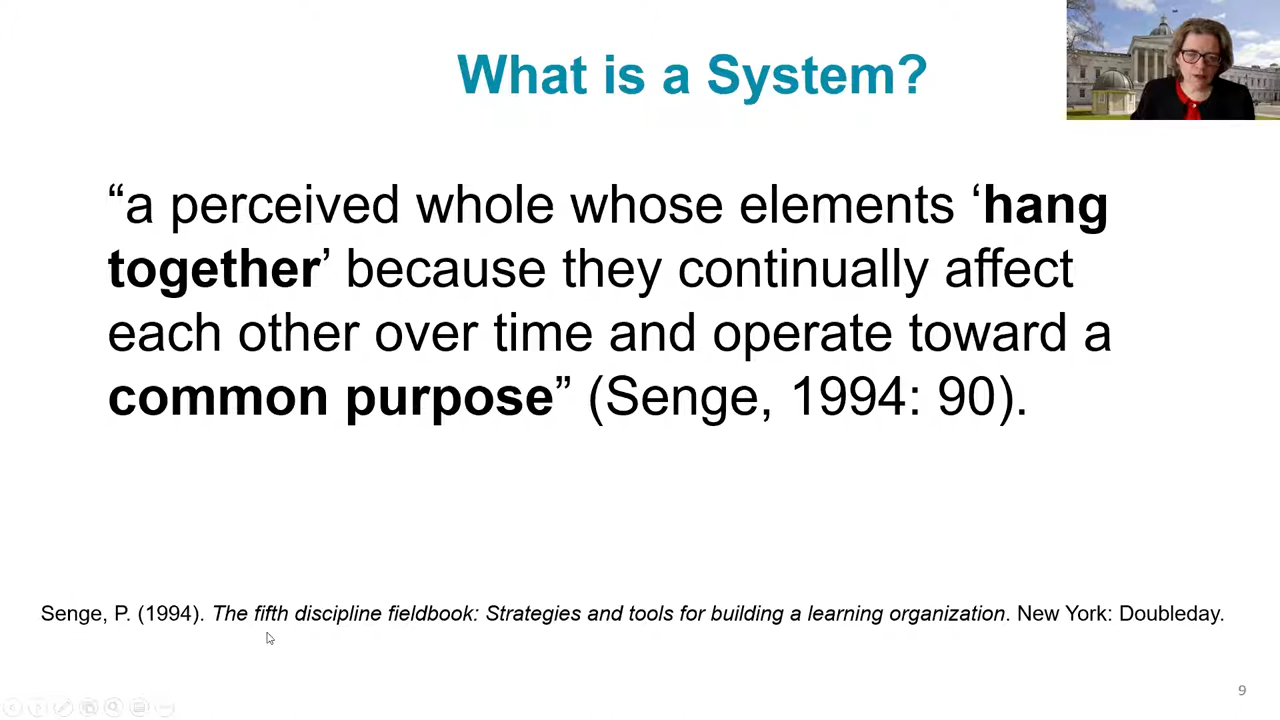 What is a System?
“a perceived whole whose elements ‘hang
together’ because they continually affect
each other over time and operate toward a
common purpose” (Senge, 1994: 90).
Senge, P. (1994). The fifth discipline fieldbook: Strategies and tools for building a learning organization. New York: Doubleday.
9